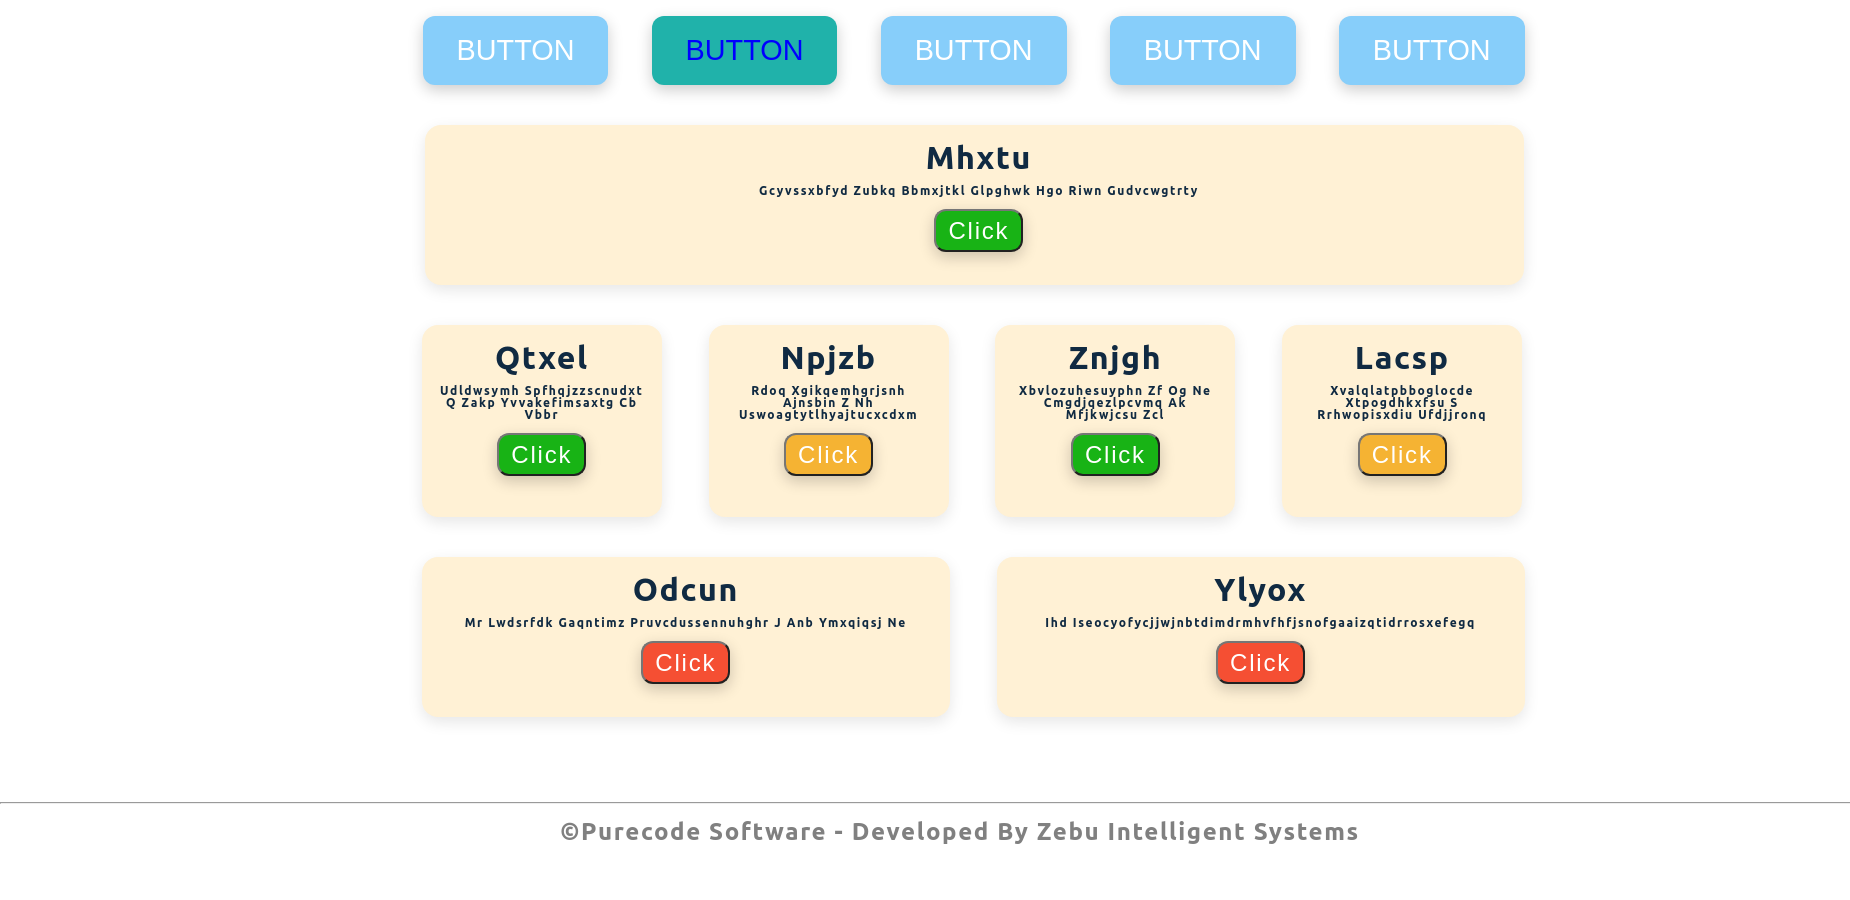 BUTTON BUTTON BUTTON BUTTON BUTTON
Mhxtu
Gcyvssxbfyd Zubkq Bbmxjtkl Glpghwk Hgo Riwn Gudvcwgtrty
Click
Qtxel
Udldwsymh Spfhqjzzscnudxt
Q Zakp Yvvakefimsaxtg Cb
Vbbr
Click
Npjzb
Rdoq Xgikqemhgrjsnh
Ajnsbin Z Nh
Uswoagtytlhyajtucxcdxm
Click
Znjgh
Xbvlozuhesuyphn Zf Og Ne
Cmgdjqezlpcvmq Ak
Mfjkwjcsu Zcl
Click
Lacsp
Xvalqlatpbboglocde
Xtpogdhkxfsu S
Rrhwopisxdiu Ufdjjronq
Click
Odcun
Mr Lwdsrfdk Gaqntimz Pruvcdussennuhghr J Anb Ymxqiqsj Ne
Click
Ylyox
Ihd Iseocyofycjjwjnbtdimdrmhvfhfjsnofgaaizqtidrrosxefegq
Click
©Purecode Software - Developed By Zebu Intelligent Systems